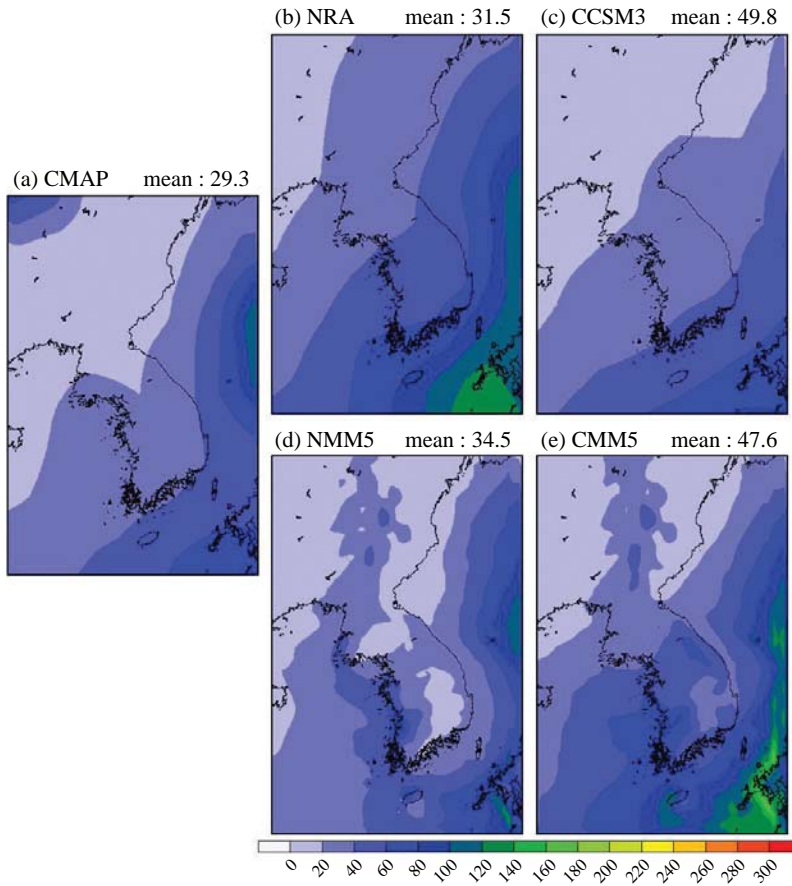 (b) NRA mean : 31.5
(c) CCSM3 mean : 49.8
(a) CMAP mean : 29.3
(d) NMM5 mean : 34.5
(e) CMM5 mean : 47.6
0 20 40 60 80 100 120 140 160 180 200 220 240 260 280 300